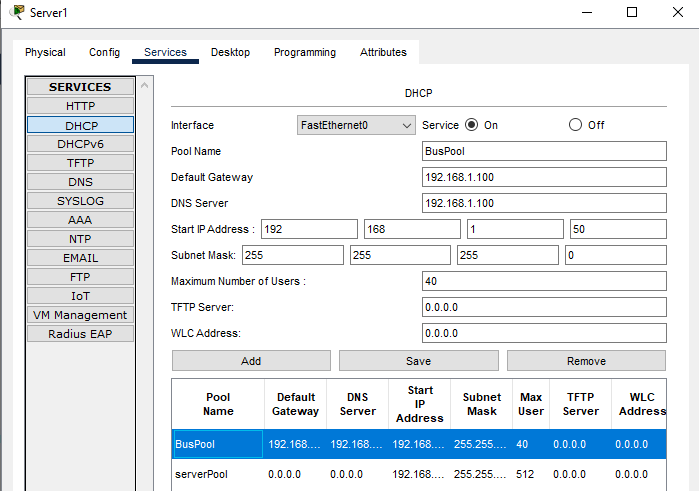 Server1
Physical Config Services Desktop Programming Attributes
SERVICES
HTTP
DHCP
DHCPv6
TFTP
DNS
SYSLOG
AAA
NTP
EMAIL
FTP
IoT
VM Management
Radius EAP
DHCP
Interface FastEthernet0 Service On Off
Pool Name BusPool
Default Gateway 192.168.1.100
DNS Server 192.168.1.100
Start IP Address : 192 168 1 50
Subnet Mask: 255 255 255 0
Maximum Number of Users : 40
TFTP Server: 0.0.0.0
WLC Address: 0.0.0.0
Add Save Remove
Pool Name Default Gateway DNS Server Start IP Address Subnet Mask Max User TFTP Server WLC Address
BusPool 192.168.... 192.168.... 192.168.... 255.255.... 40 0.0.0.0 0.0.0.0
serverPool 0.0.0.0 0.0.0.0 192.168.... 255.255.... 512 0.0.0.0 0.0.0.0